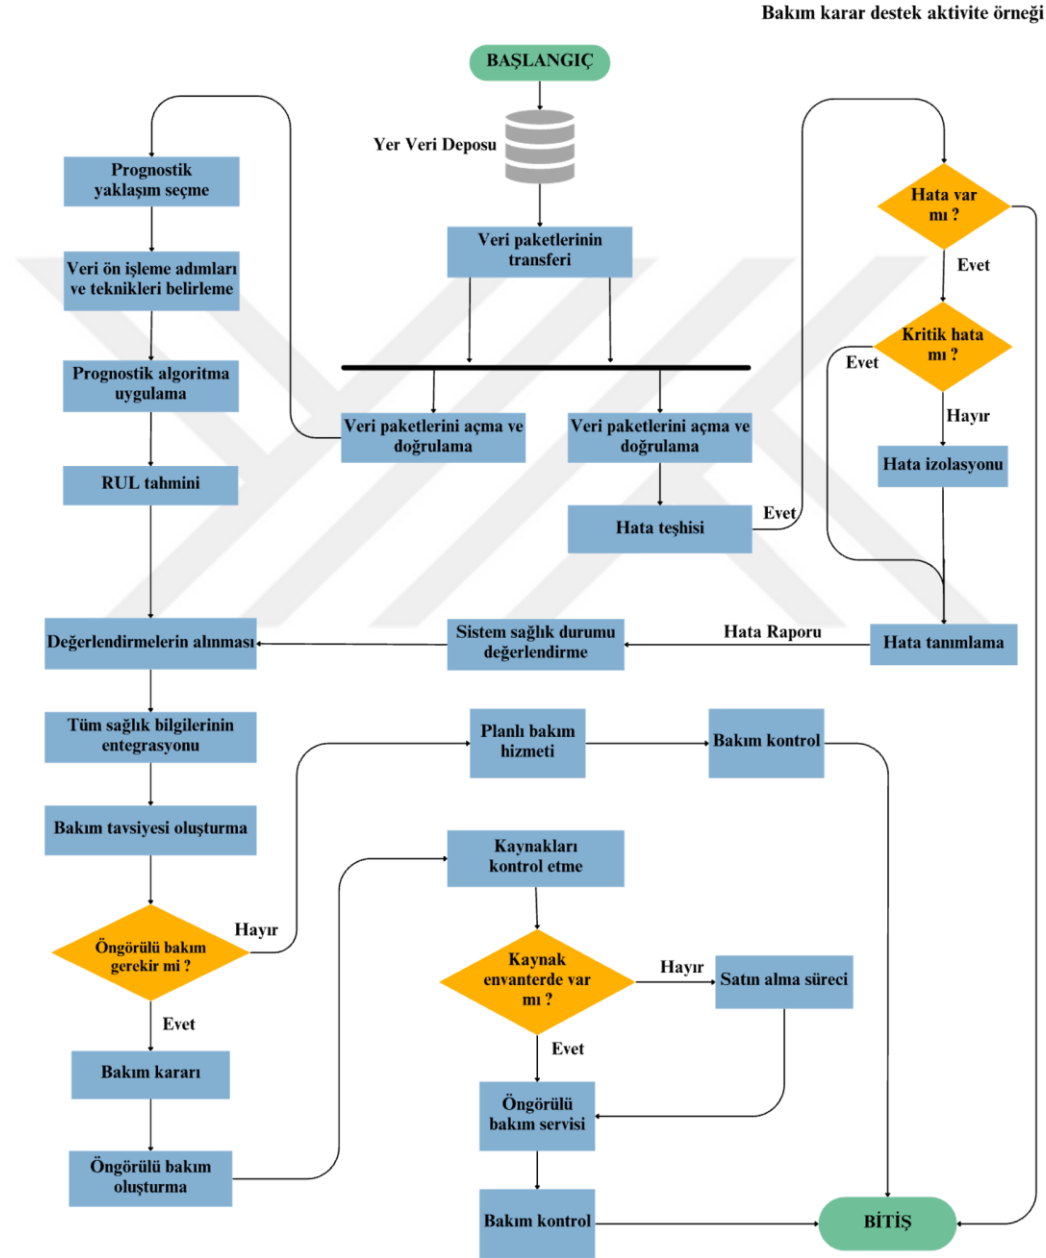 Bakım karar destek aktivite örneği
BAŞLANGIÇ
Yer Veri Deposu
Veri paketlerinin
transferi
Veri paketlerini açma ve
doğrulama
Veri paketlerini açma ve
doğrulama
Prognostik
yaklaşım seçme
Veri ön işleme adımları
ve teknikleri belirleme
Prognostik algoritma
uygulama
RUL tahmini
Hata teşhisi
Evet
Hata var
mı ?
Evet
Kritik hata
mı ?
Evet
Hayır
Hata izolasyonu
Hata tanımlama
Hata Raporu
Sistem sağlık durumu
değerlendirme
Değerlendirmelerin alınması
Tüm sağlık bilgilerinin
entegrasyonu
Bakım tavsiyesi oluşturma
Öngörülü bakım
gerekir mi ?
Hayır
Planlı bakım
hizmeti
Bakım kontrol
Evet
Bakım kararı
Öngörülü bakım
oluşturma
Kaynakları
kontrol etme
Kaynak
envanterde var
mı ?
Hayır
Satın alma süreci
Evet
Öngörülü
bakım servisi
Bakım kontrol
BİTİŞ